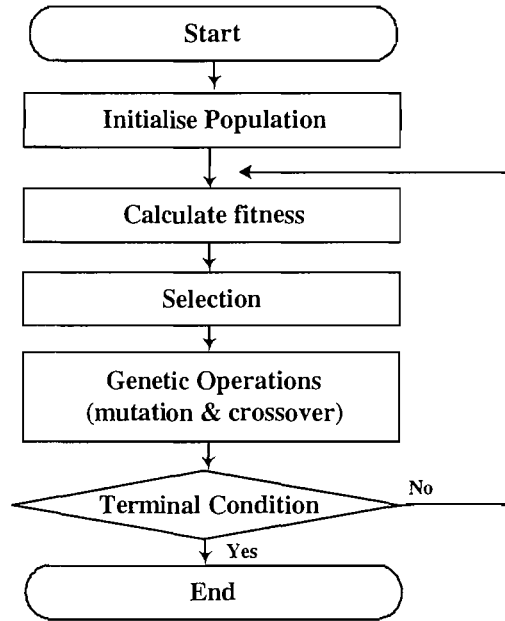 Start
Initialise Population
Calculate fitness
Selection
Genetic Operations
(mutation & crossover)
Terminal Condition
No
Yes
End